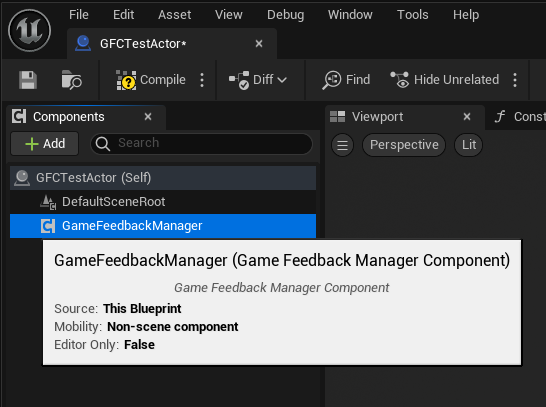 File Edit Asset View Debug Window Tools Help
GFCTestActor*
Compile Diff Find Hide Unrelated
Components Viewport Const
Add Search Perspective Lit
GFCTestActor (Self)
DefaultSceneRoot
GameFeedbackManager
GameFeedbackManager (Game Feedback Manager Component)
Game Feedback Manager Component
Source: This Blueprint
Mobility: Non-scene component
Editor Only: False